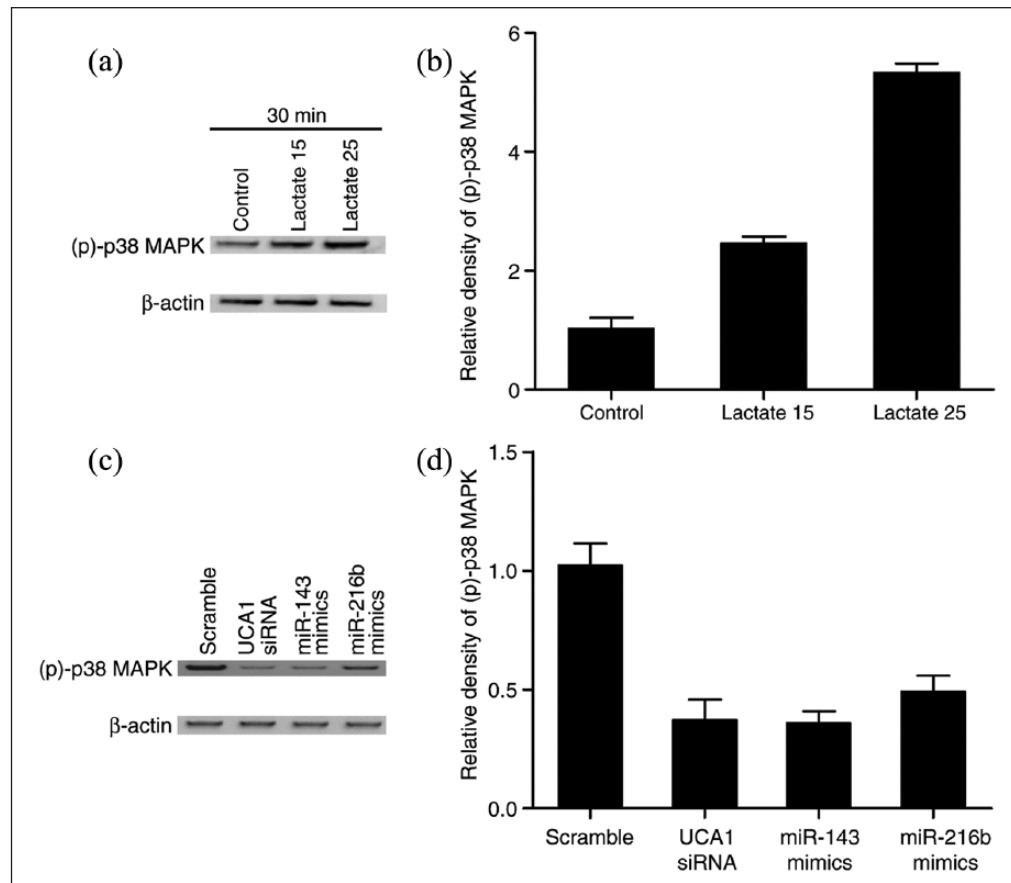 (a)
30 min
Control
Lactate 15
Lactate 25
(p)-p38 MAPK
β-actin
(b)
Relative density of (p)-p38 MAPK
6
4
2
0
Control
Lactate 15
Lactate 25
(c)
Scramble
UCA1
siRNA
miR-143
mimics
miR-216b
mimics
(p)-p38 MAPK
β-actin
(d)
Relative density of (p)-p38 MAPK
1.5
1.0
0.5
0.0
Scramble
UCA1
siRNA
miR-143
mimics
miR-216b
mimics